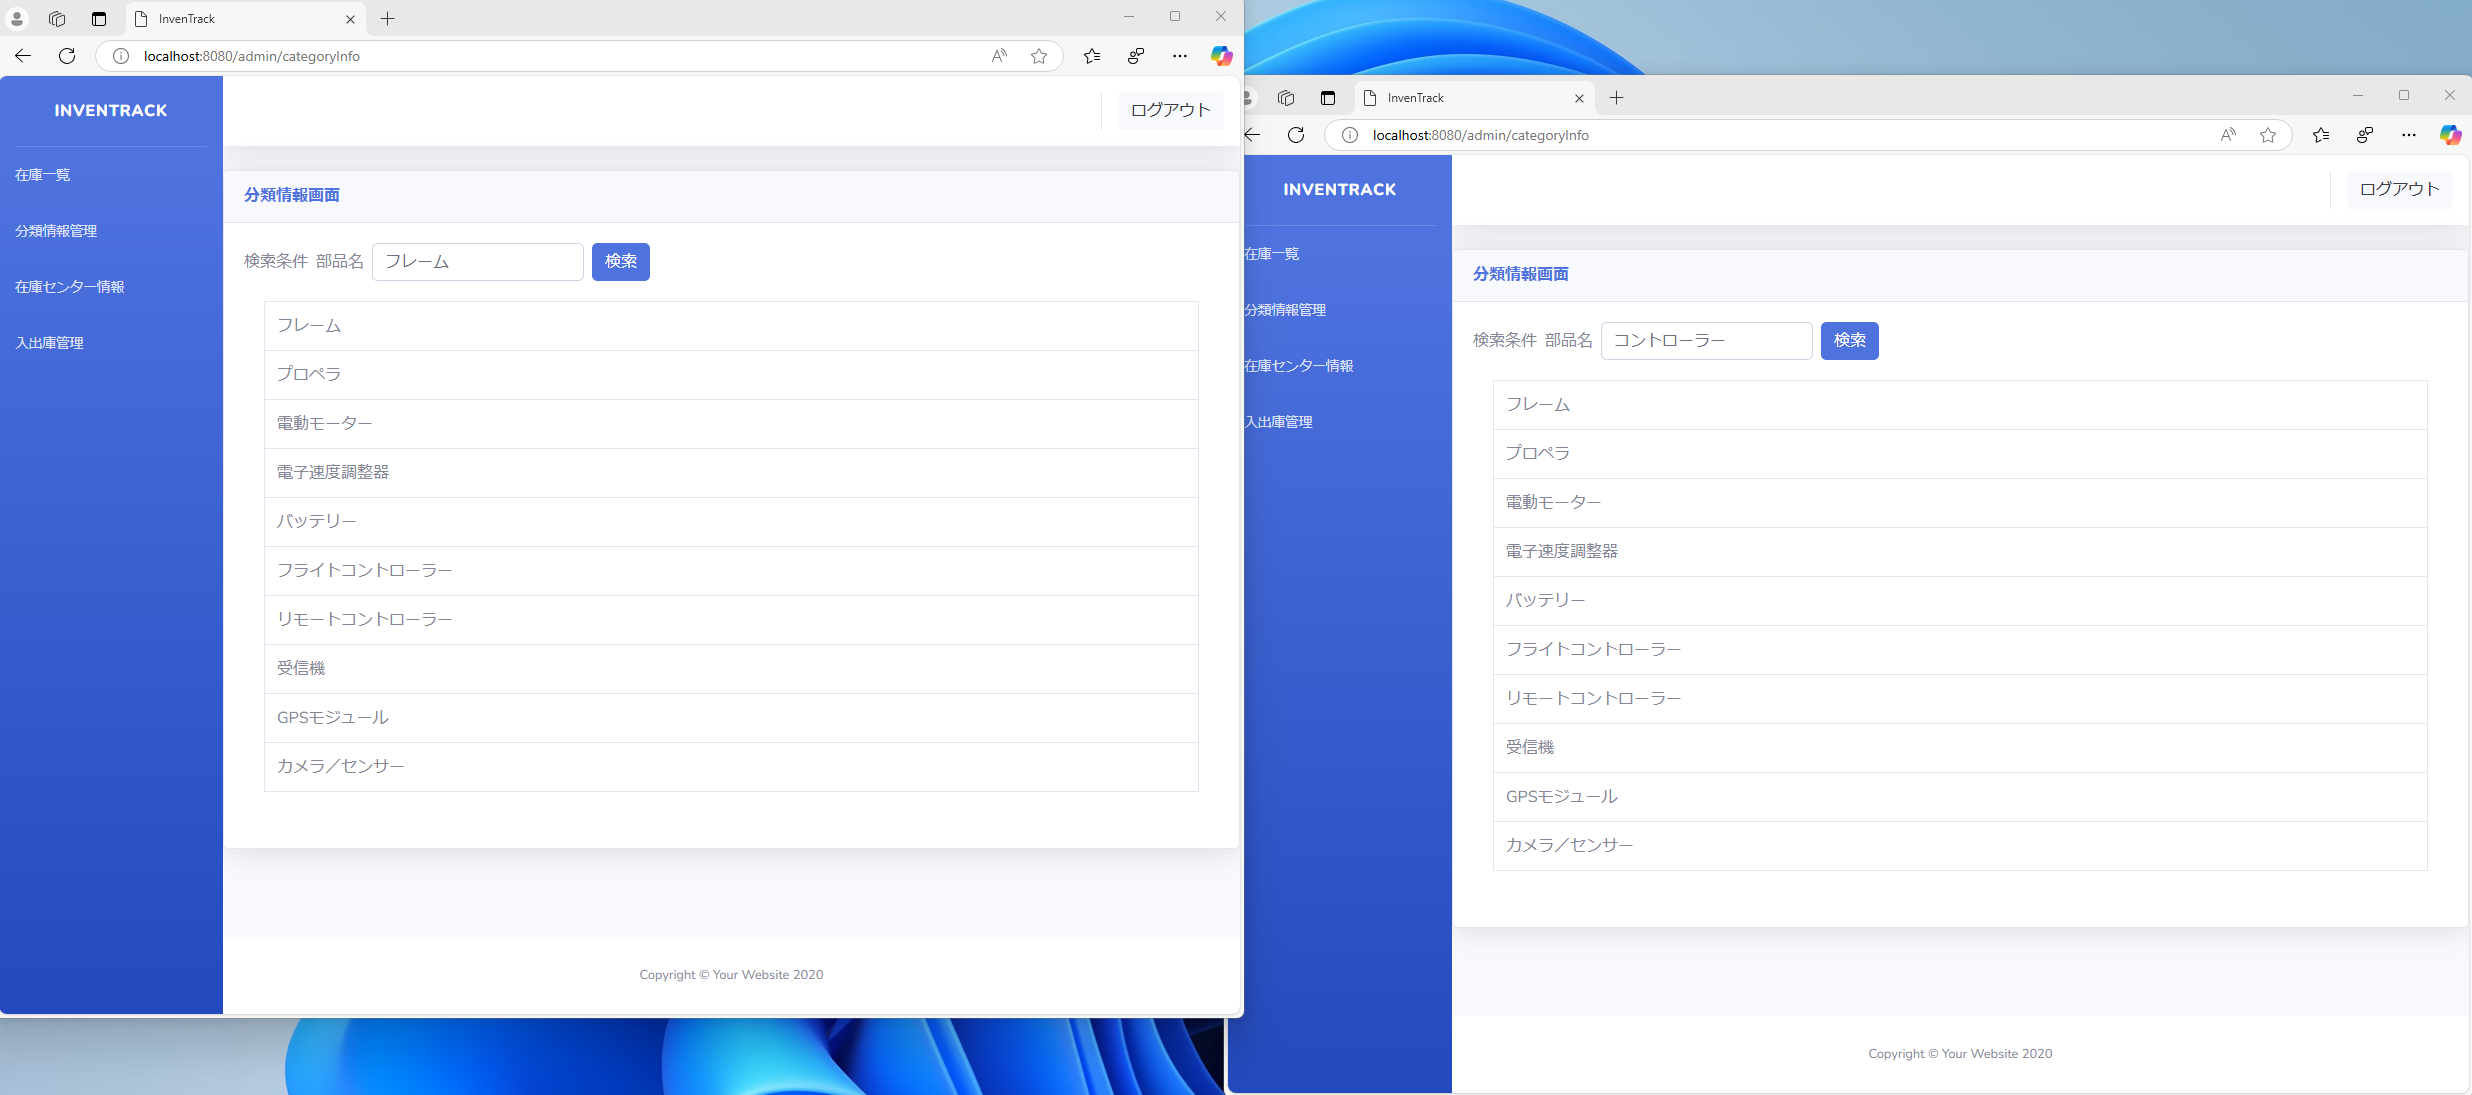 InvenTrack
localhost:8080/admin/categoryInfo
INVENTRACK
ログアウト
在庫一覧
分類情報管理
在庫センター情報
入出庫管理
分類情報画面
検索条件 部品名 フレーム 検索
フレーム
プロペラ
電動モーター
電子速度調整器
バッテリー
フライトコントローラー
リモートコントローラー
受信機
GPSモジュール
カメラ／センサー
Copyright © Your Website 2020
InvenTrack
localhost:8080/admin/categoryInfo
INVENTRACK
ログアウト
在庫一覧
分類情報管理
在庫センター情報
入出庫管理
分類情報画面
検索条件 部品名 コントローラー 検索
フレーム
プロペラ
電動モーター
電子速度調整器
バッテリー
フライトコントローラー
リモートコントローラー
受信機
GPSモジュール
カメラ／センサー
Copyright © Your Website 2020